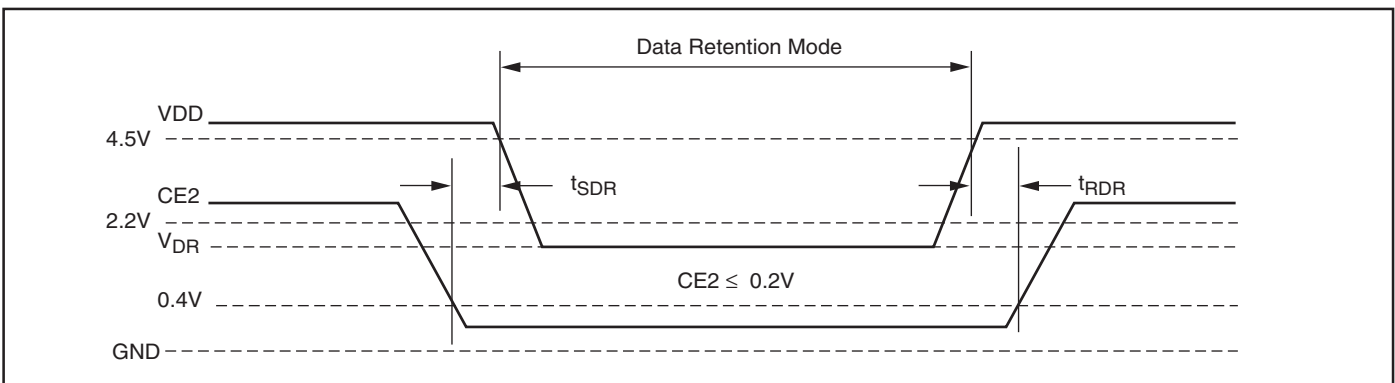 Data Retention Mode
VDD
4.5V
tSDR
tRDR
CE2
2.2V
VDR
CE2 ≤ 0.2V
0.4V
GND